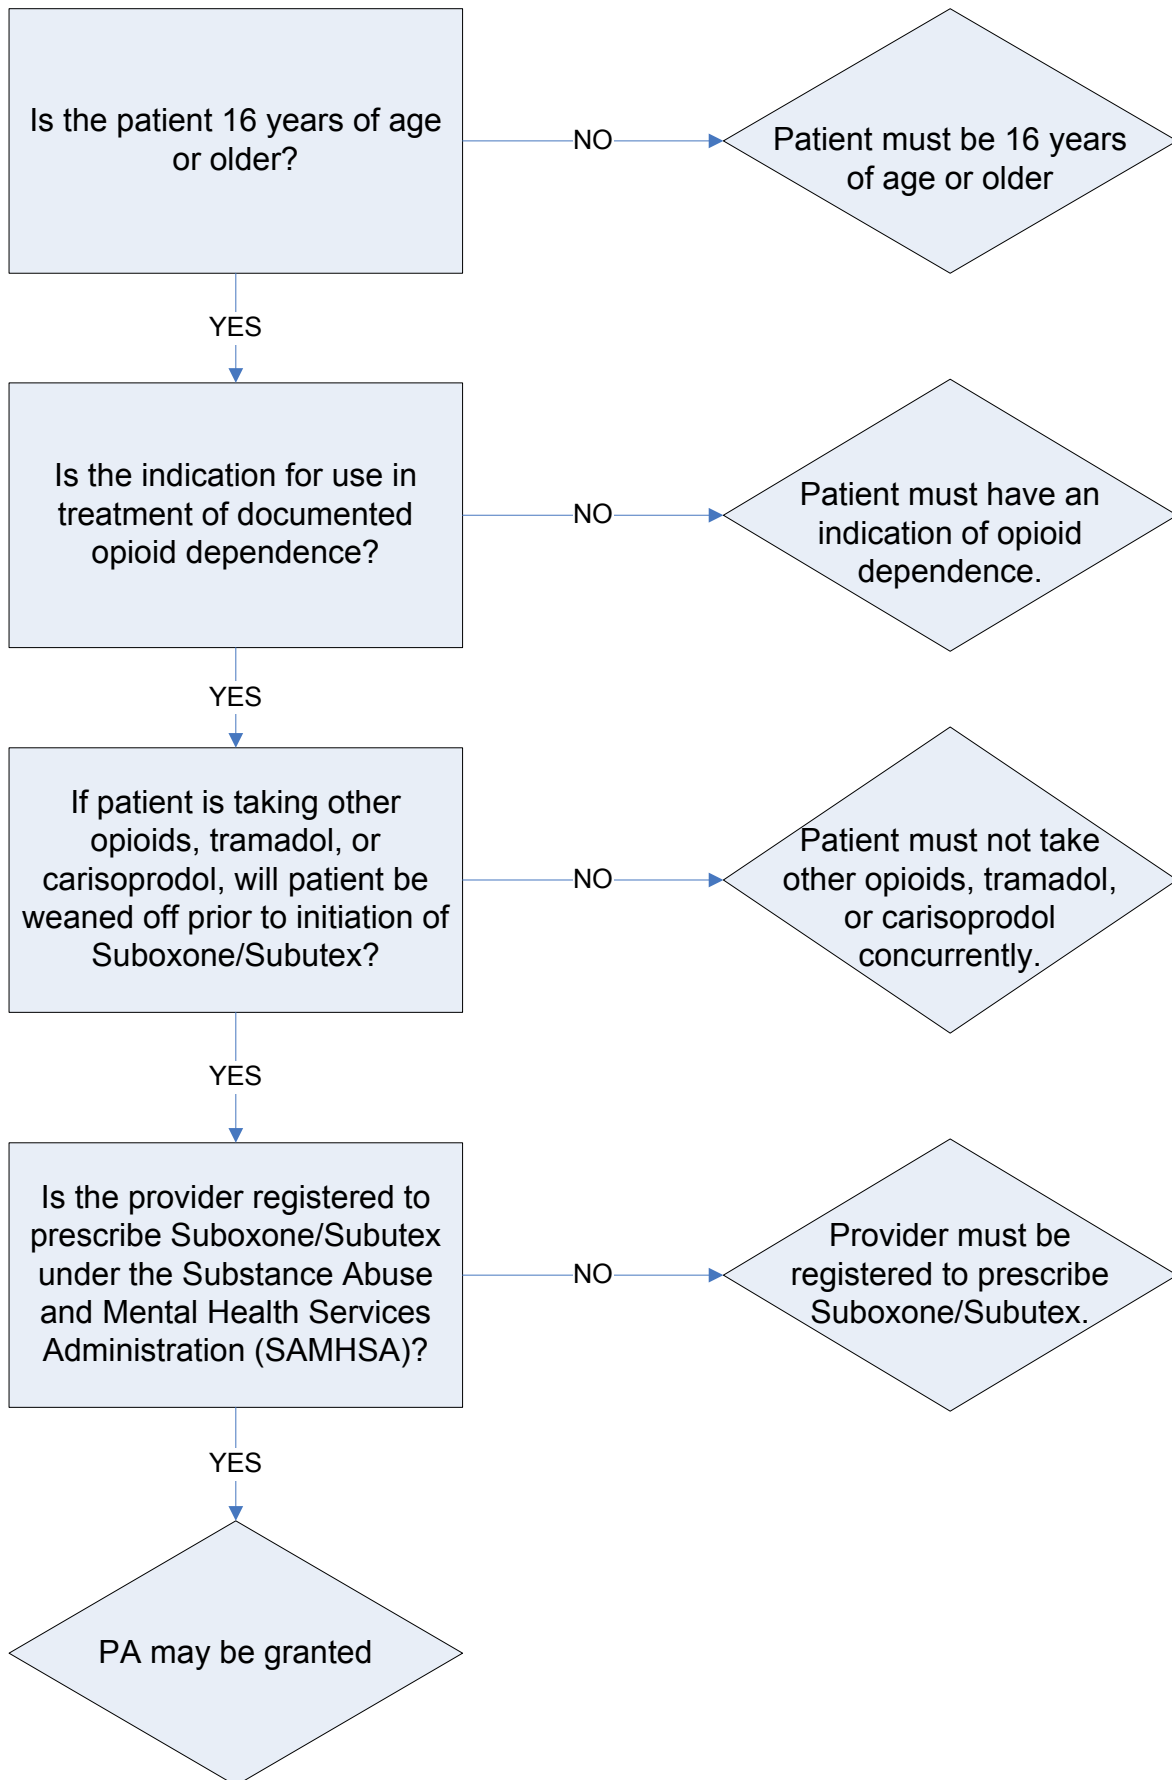 Is the patient 16 years of age
or older?
NO
Patient must be 16 years
of age or older
YES
Is the indication for use in
treatment of documented
opioid dependence?
NO
Patient must have an
indication of opioid
dependence.
YES
If patient is taking other
opioids, tramadol, or
carisoprodol, will patient be
weaned off prior to initiation of
Suboxone/Subutex?
NO
Patient must not take
other opioids, tramadol,
or carisoprodol
concurrently.
YES
Is the provider registered to
prescribe Suboxone/Subutex
under the Substance Abuse
and Mental Health Services
Administration (SAMHSA)?
NO
Provider must be
registered to prescribe
Suboxone/Subutex.
YES
PA may be granted